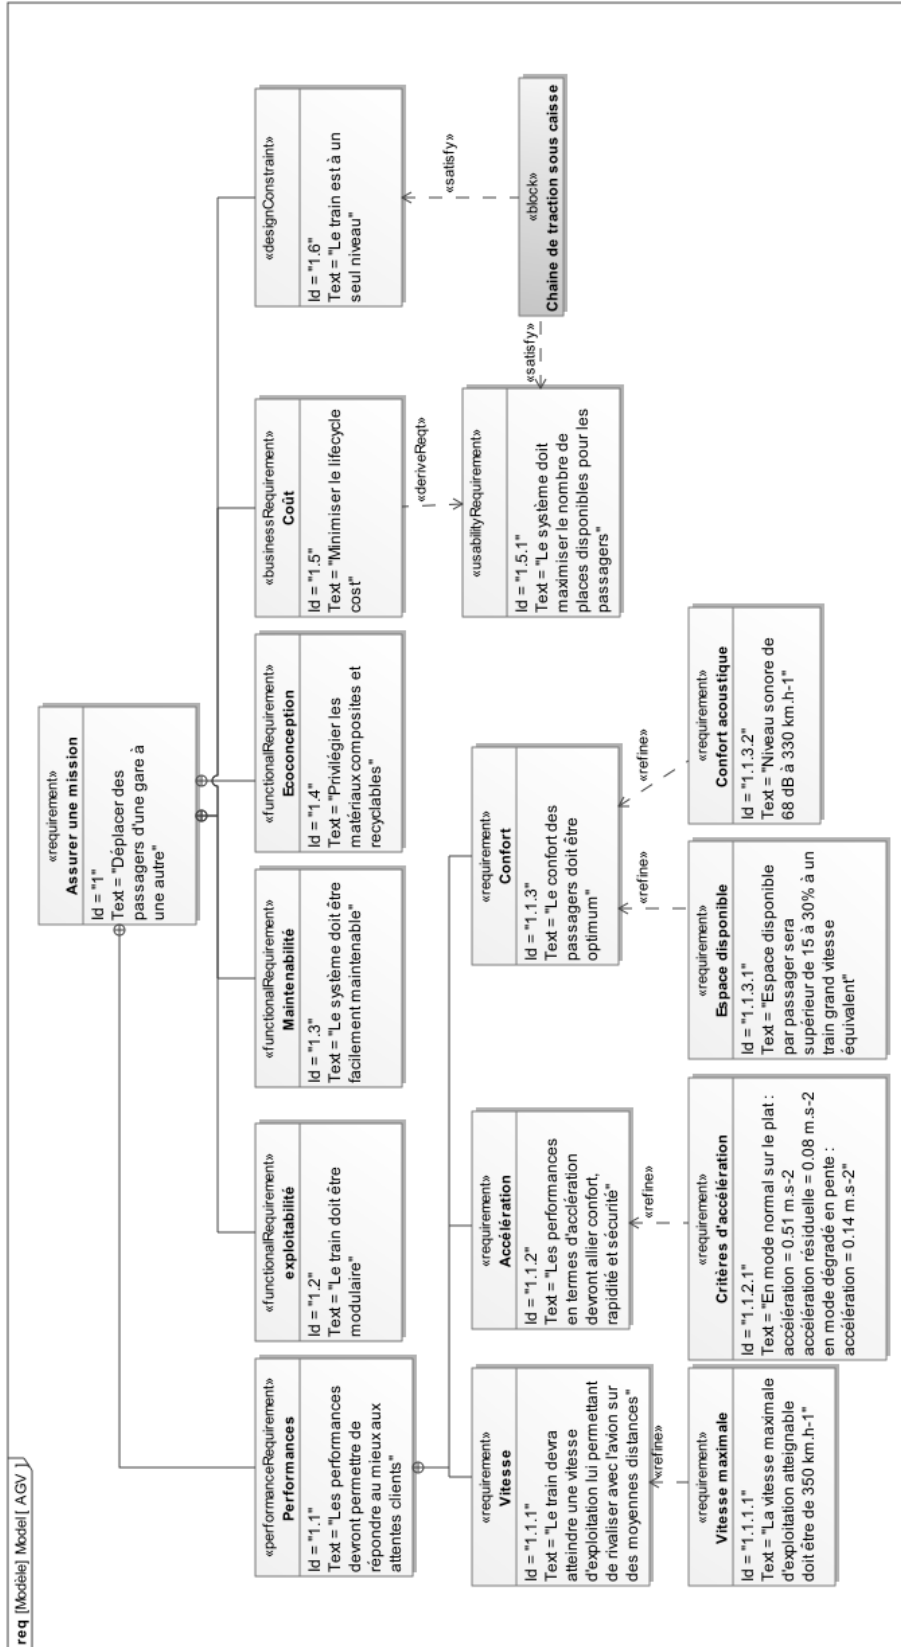 req [Modèle] Model [ AGV ]
«requirement»
Assurer une mission
Id = "1"
Text = "Déplacer des
passagers d'une gare à
une autre"
«performanceRequirement»
Performances
Id = "1.1"
Text = "Les performances
devront permettre de
répondre au mieux aux
attentes clients"
«functionalRequirement»
exploitabilité
Id = "1.2"
Text = "Le train doit être
modulaire"
«functionalRequirement»
Maintenabilité
Id = "1.3"
Text = "Le système doit être
facilement maintenable"
«functionalRequirement»
Ecoconception
Id = "1.4"
Text = "Privilégier les
matériaux composites et
recyclables"
«businessRequirement»
Coût
Id = "1.5"
Text = "Minimiser le lifecycle
cost"
«designConstraint»
Id = "1.6"
Text = "Le train est à un
seul niveau"
«deriveReqt»
«satisfy»
«requirement»
Vitesse
Id = "1.1.1"
Text = "Le train devra
atteindre une vitesse
d'exploitation lui permettant
de rivaliser avec l'avion sur
des moyennes distances"
«requirement»
Accélération
Id = "1.1.2"
Text = "Les performances
en termes d'accélration
devront allier confort,
rapidité et sécurité"
«requirement»
Confort
Id = "1.1.3"
Text = "Le confort des
passagers doit être
optimum"
«usabilityRequirement»
Id = "1.5.1"
Text = "Le système doit
maximiser le nombre de
places disponibles pour les
passagers"
«satisfy»
«block»
Chaine de traction sous caisse
«refine»
«refine»
«refine»
«refine»
«requirement»
Vitesse maximale
Id = "1.1.1.1"
Text = "La vitesse maximale
d'exploitation atteignable
doit être de 350 km.h-1"
«requirement»
Critères d'accélération
Id = "1.1.2.1"
Text = "En mode normal sur le plat :
accélération = 0.51 m.s-2
accélération résiduelle = 0.08 m.s-2
en mode dégradé en pente :
accélération = 0.14 m.s-2"
«requirement»
Espace disponible
Id = "1.1.3.1"
Text = "Espace disponible
par passager sera
supérieur de 15 à 30% à un
train grand vitesse
équivalent"
«requirement»
Confort acoustique
Id = "1.1.3.2"
Text = "Niveau sonore de
68 dB à 330 km.h-1"